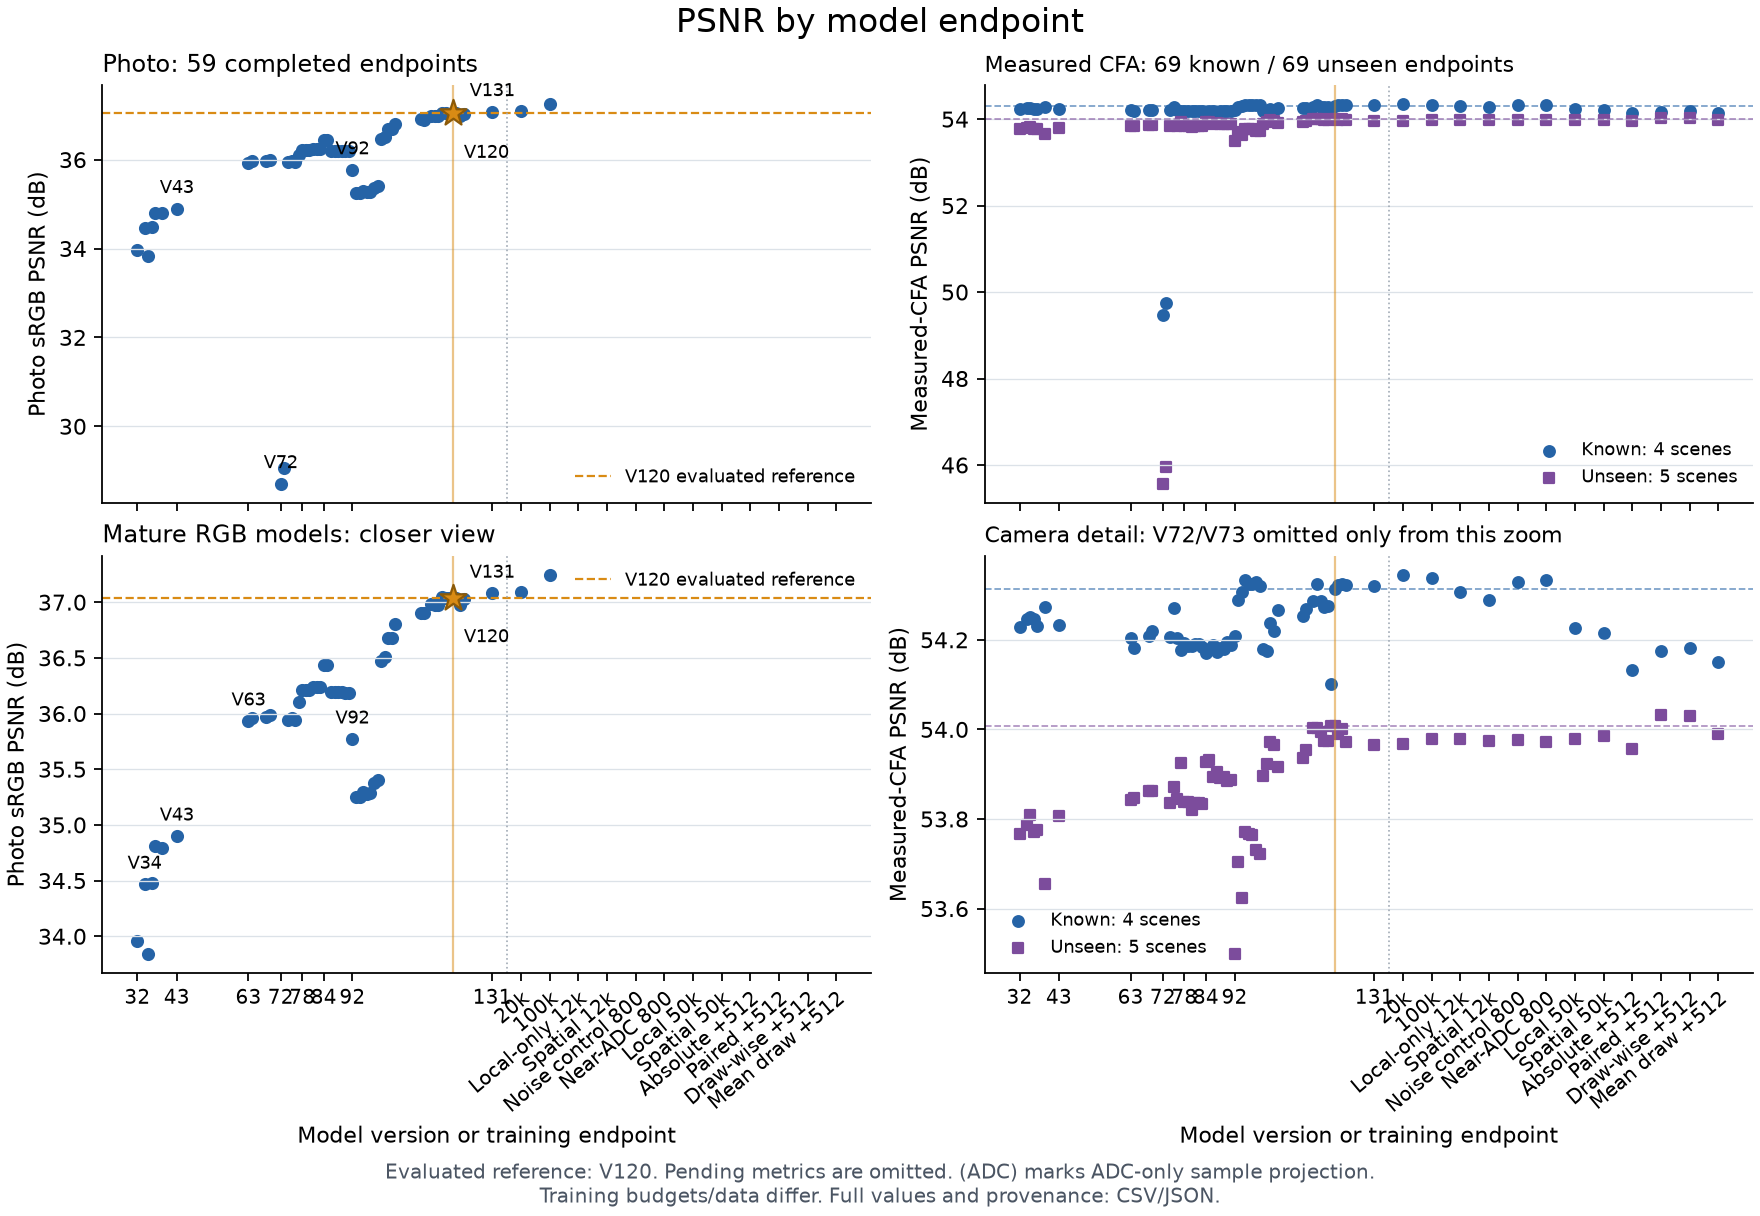 PSNR by model endpoint
Photo: 59 completed endpoints
Photo sRGB PSNR (dB)
36
34
32
30
V43
V72
V92
V131
V120
V120 evaluated reference
Measured CFA: 69 known / 69 unseen endpoints
Measured-CFA PSNR (dB)
54
52
50
48
46
Known: 4 scenes
Unseen: 5 scenes
Mature RGB models: closer view
Photo sRGB PSNR (dB)
37.0
36.5
36.0
35.5
35.0
34.5
34.0
V34
V43
V63
V92
V131
V120
V120 evaluated reference
32 43 63 72 78 84 92 131
20k
100k
Local-only 12k
Spatial 12k
Noise control 800
Near-ADC 800
Local 50k
Spatial 50k
Absolute +512
Paired +512
Draw-wise +512
Mean draw +512
Model version or training endpoint
Camera detail: V72/V73 omitted only from this zoom
Measured-CFA PSNR (dB)
54.2
54.0
53.8
53.6
Known: 4 scenes
Unseen: 5 scenes
32 43 63 72 78 84 92 131
20k
100k
Local-only 12k
Spatial 12k
Noise control 800
Near-ADC 800
Local 50k
Spatial 50k
Absolute +512
Paired +512
Draw-wise +512
Mean draw +512
Model version or training endpoint
Evaluated reference: V120. Pending metrics are omitted. (ADC) marks ADC-only sample projection.
Training budgets/data differ. Full values and provenance: CSV/JSON.